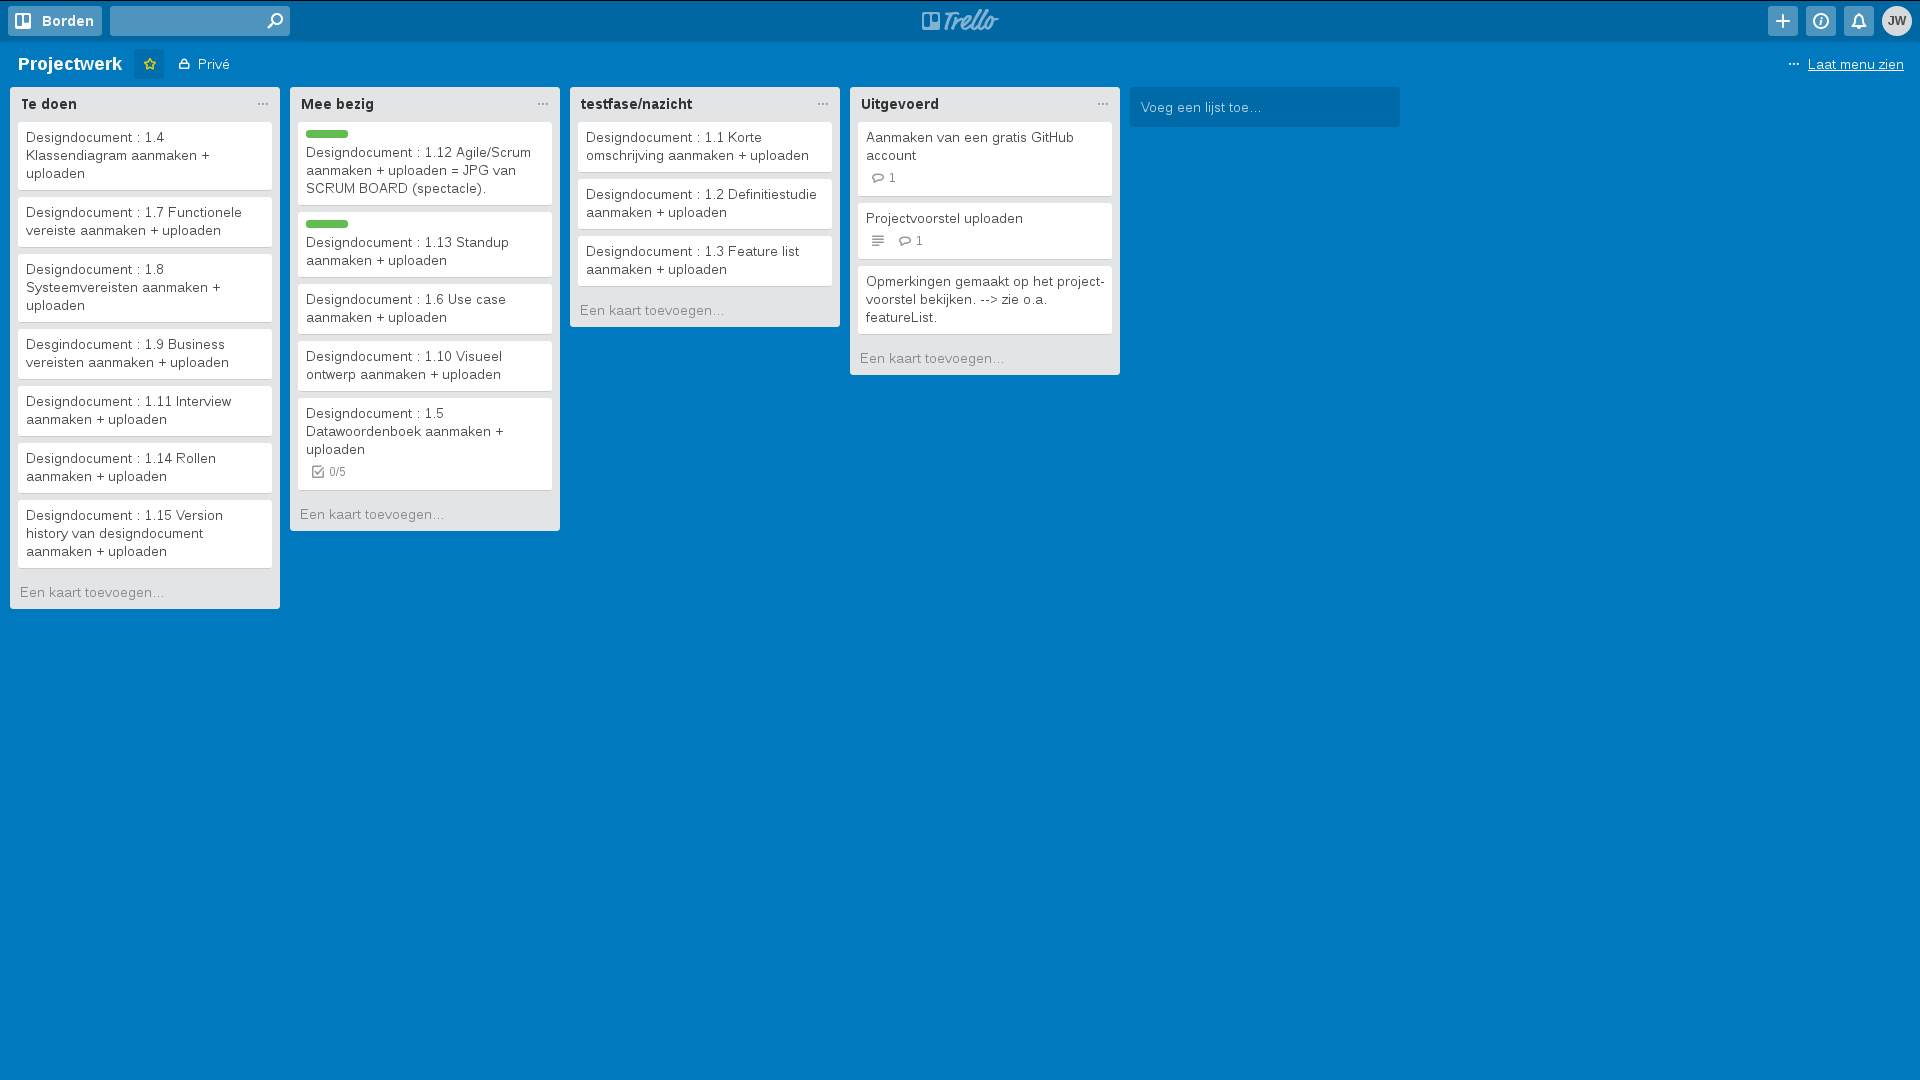 Borden
Trello
JW
Projectwerk
Privé
Laat menu zien
Te doen
Designdocument : 1.4
Klassendiagram aanmaken +
uploaden
Designdocument : 1.7 Functionele
vereiste aanmaken + uploaden
Designdocument : 1.8
Systeemvereisten aanmaken +
uploaden
Desgindocument : 1.9 Business
vereisten aanmaken + uploaden
Designdocument : 1.11 Interview
aanmaken + uploaden
Designdocument : 1.14 Rollen
aanmaken + uploaden
Designdocument : 1.15 Version
history van designdocument
aanmaken + uploaden
Een kaart toevoegen...
Mee bezig
Designdocument : 1.12 Agile/Scrum
aanmaken + uploaden = JPG van
SCRUM BOARD (spectacle).
Designdocument : 1.13 Standup
aanmaken + uploaden
Designdocument : 1.6 Use case
aanmaken + uploaden
Designdocument : 1.10 Visueel
ontwerp aanmaken + uploaden
Designdocument : 1.5
Datawoordenboek aanmaken +
uploaden
0/5
Een kaart toevoegen...
testfase/nazicht
Designdocument : 1.1 Korte
omschrijving aanmaken + uploaden
Designdocument : 1.2 Definitiestudie
aanmaken + uploaden
Designdocument : 1.3 Feature list
aanmaken + uploaden
Een kaart toevoegen...
Uitgevoerd
Aanmaken van een gratis GitHub
account
1
Projectvoorstel uploaden
1
Opmerkingen gemaakt op het project-
voorstel bekijken. --> zie o.a.
featureList.
Een kaart toevoegen...
Voeg een lijst toe...